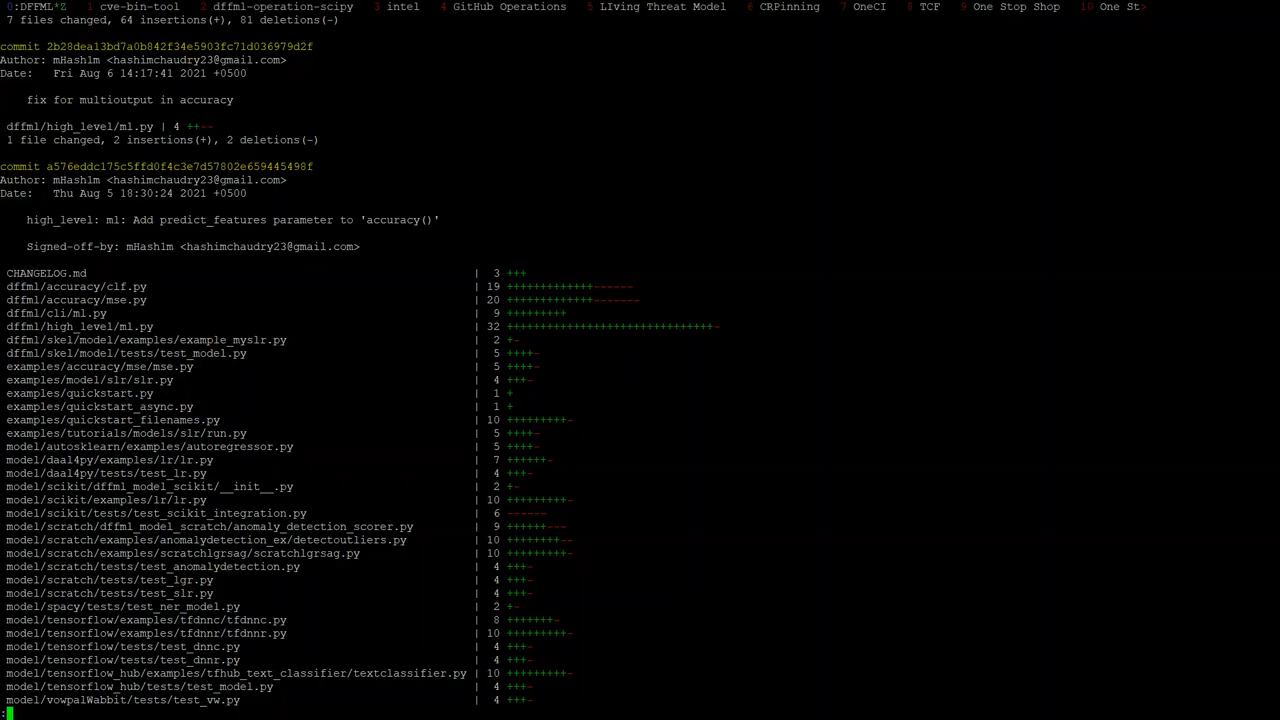 0:DFFML*Z 1 cve-bin-tool 2 dffml-operation-scipy 3 intel 4 GitHub Operations 5 LIving Threat Model 6 CRPinning 7 OneCI 8 TCF 9 One Stop Shop 10 One St>
7 files changed, 64 insertions(+), 81 deletions(-)
commit 2b28dea13bd7a0b842f34e5903fc71d036979d2f
Author: mHash1m <hashimchaudry23@gmail.com>
Date: Fri Aug 6 14:17:41 2021 +0500
fix for multioutput in accuracy
dffml/high_level/ml.py | 4 ++--
1 file changed, 2 insertions(+), 2 deletions(-)
commit a576eddc175c5ffd0f4c3e7d57802e659445498f
Author: mHash1m <hashimchaudry23@gmail.com>
Date: Thu Aug 5 18:30:24 2021 +0500
high_level: ml: Add predict_features parameter to 'accuracy()'
Signed-off-by: mHash1m <hashimchaudry23@gmail.com>
CHANGELOG.md | 3 +++
dffml/accuracy/clf.py | 19 +++++++++++++------
dffml/accuracy/mse.py | 20 +++++++++++++-------
dffml/cli/ml.py | 9 +++++++++
dffml/high_level/ml.py | 32 +++++++++++++++++++++++++++++++-
dffml/skel/model/examples/example_myslr.py | 2 +-
dffml/skel/model/tests/test_model.py | 5 ++++-
examples/accuracy/mse/mse.py | 5 ++++-
examples/model/slr/slr.py | 4 +++-
examples/quickstart.py | 1 +
examples/quickstart_async.py | 1 +
examples/quickstart_filenames.py | 10 +++++++++-
examples/tutorials/models/slr/run.py | 5 ++++-
model/autosklearn/examples/autoregressor.py | 5 ++++-
model/daal4py/examples/lr/lr.py | 7 ++++++-
model/daal4py/tests/test_lr.py | 4 +++-
model/scikit/dffml_model_scikit/__init__.py | 2 +-
model/scikit/examples/lr/lr.py | 10 +++++++++-
model/scikit/tests/test_scikit_integration.py | 6 ------
model/scratch/dffml_model_scratch/anomaly_detection_scorer.py | 9 ++++++---
model/scratch/examples/anomalydetection_ex/detectoutliers.py | 10 ++++++++--
model/scratch/examples/scratchlgrsag/scratchlgrsag.py | 10 +++++++++-
model/scratch/tests/test_anomalydetection.py | 4 +++-
model/scratch/tests/test_lgr.py | 4 +++-
model/scratch/tests/test_slr.py | 4 +++-
model/spacy/tests/test_ner_model.py | 2 +-
model/tensorflow/examples/tfdnnc/tfdnnc.py | 8 +++++++-
model/tensorflow/examples/tfdnnr/tfdnnr.py | 10 +++++++++-
model/tensorflow/tests/test_dnnc.py | 4 +++-
model/tensorflow/tests/test_dnnr.py | 4 +++-
model/tensorflow_hub/examples/tfhub_text_classifier/textclassifier.py | 10 +++++++++-
model/tensorflow_hub/tests/test_model.py | 4 +++-
model/vowpalWabbit/tests/test_vw.py | 4 +++-
: